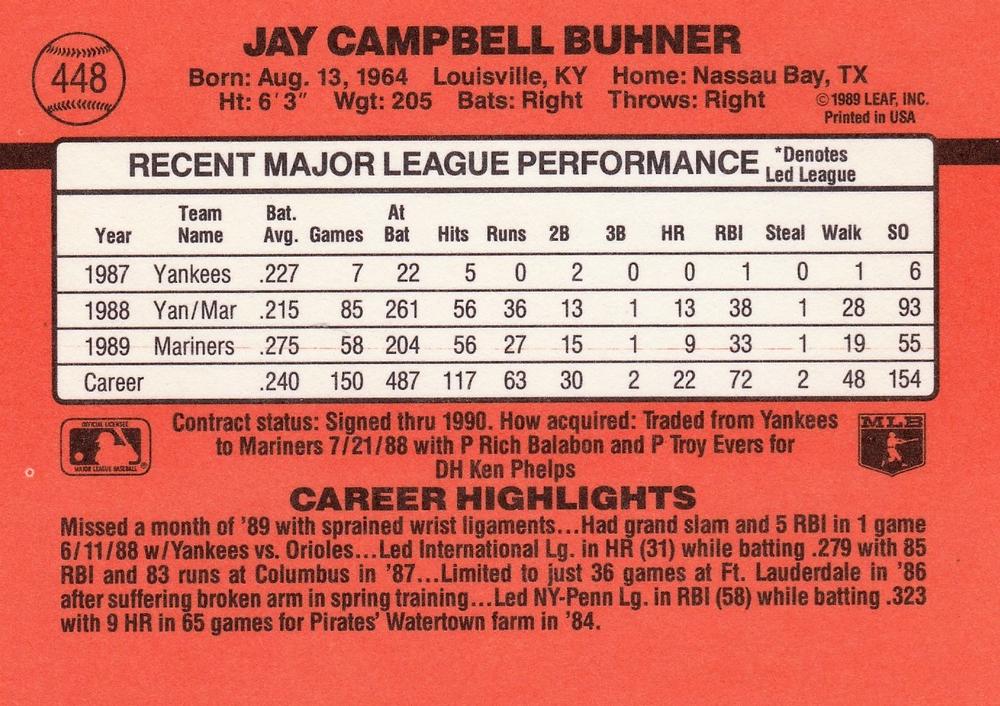 JAY CAMPBELL BUHNER
448
Born: Aug. 13, 1964 Louisville, KY Home: Nassau Bay, TX
Ht: 6'3" Wgt: 205 Bats: Right Throws: Right
©1989 LEAF, INC.
Printed in USA
RECENT MAJOR LEAGUE PERFORMANCE *Denotes
Led League
Year Team Name Bat. Avg. Games At Bat Hits Runs 2B 3B HR RBI Steal Walk SO
1987 Yankees .227 7 22 5 0 2 0 0 1 0 1 6
1988 Yan/Mar .215 85 261 56 36 13 1 13 38 1 28 93
1989 Mariners .275 58 204 56 27 15 1 9 33 1 19 55
Career .240 150 487 117 63 30 2 22 72 2 48 154
OFFICIAL LICENSEE
MAJOR LEAGUE BASEBALL ®
Contract status: Signed thru 1990. How acquired: Traded from Yankees
to Mariners 7/21/88 with P Rich Balabon and P Troy Evers for
DH Ken Phelps
MLB
CAREER HIGHLIGHTS
Missed a month of '89 with sprained wrist ligaments...Had grand slam and 5 RBI in 1 game
6/11/88 w/Yankees vs. Orioles...Led International Lg. in HR (31) while batting .279 with 85
RBI and 83 runs at Columbus in '87...Limited to just 36 games at Ft. Lauderdale in '86
after suffering broken arm in spring training...Led NY-Penn Lg. in RBI (58) while batting .323
with 9 HR in 65 games for Pirates' Watertown farm in '84.